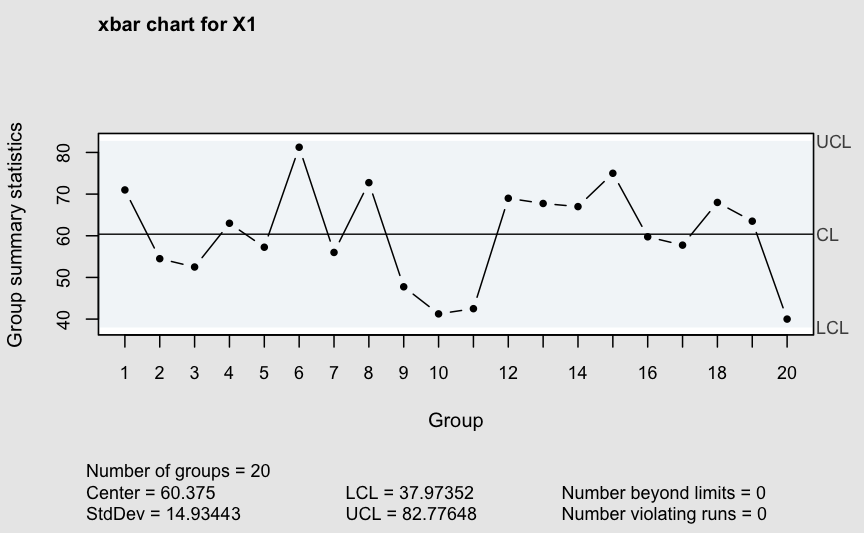 xbar chart for X1
Group summary statistics
80
70
60
50
40
UCL
CL
LCL
1 2 3 4 5 6 7 8 9 10 12 14 16 18 20
Group
Number of groups = 20
Center = 60.375 LCL = 37.97352 Number beyond limits = 0
StdDev = 14.93443 UCL = 82.77648 Number violating runs = 0